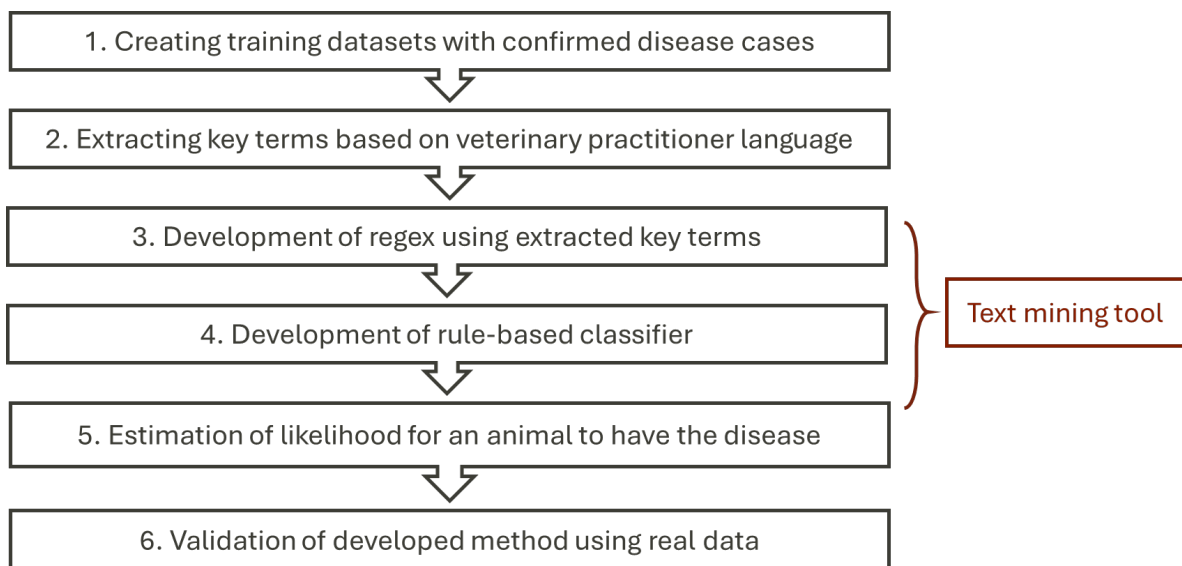 1. Creating training datasets with confirmed disease cases
2. Extracting key terms based on veterinary practitioner language
3. Development of regex using extracted key terms
Text mining tool
4. Development of rule-based classifier
5. Estimation of likelihood for an animal to have the disease
6. Validation of developed method using real data